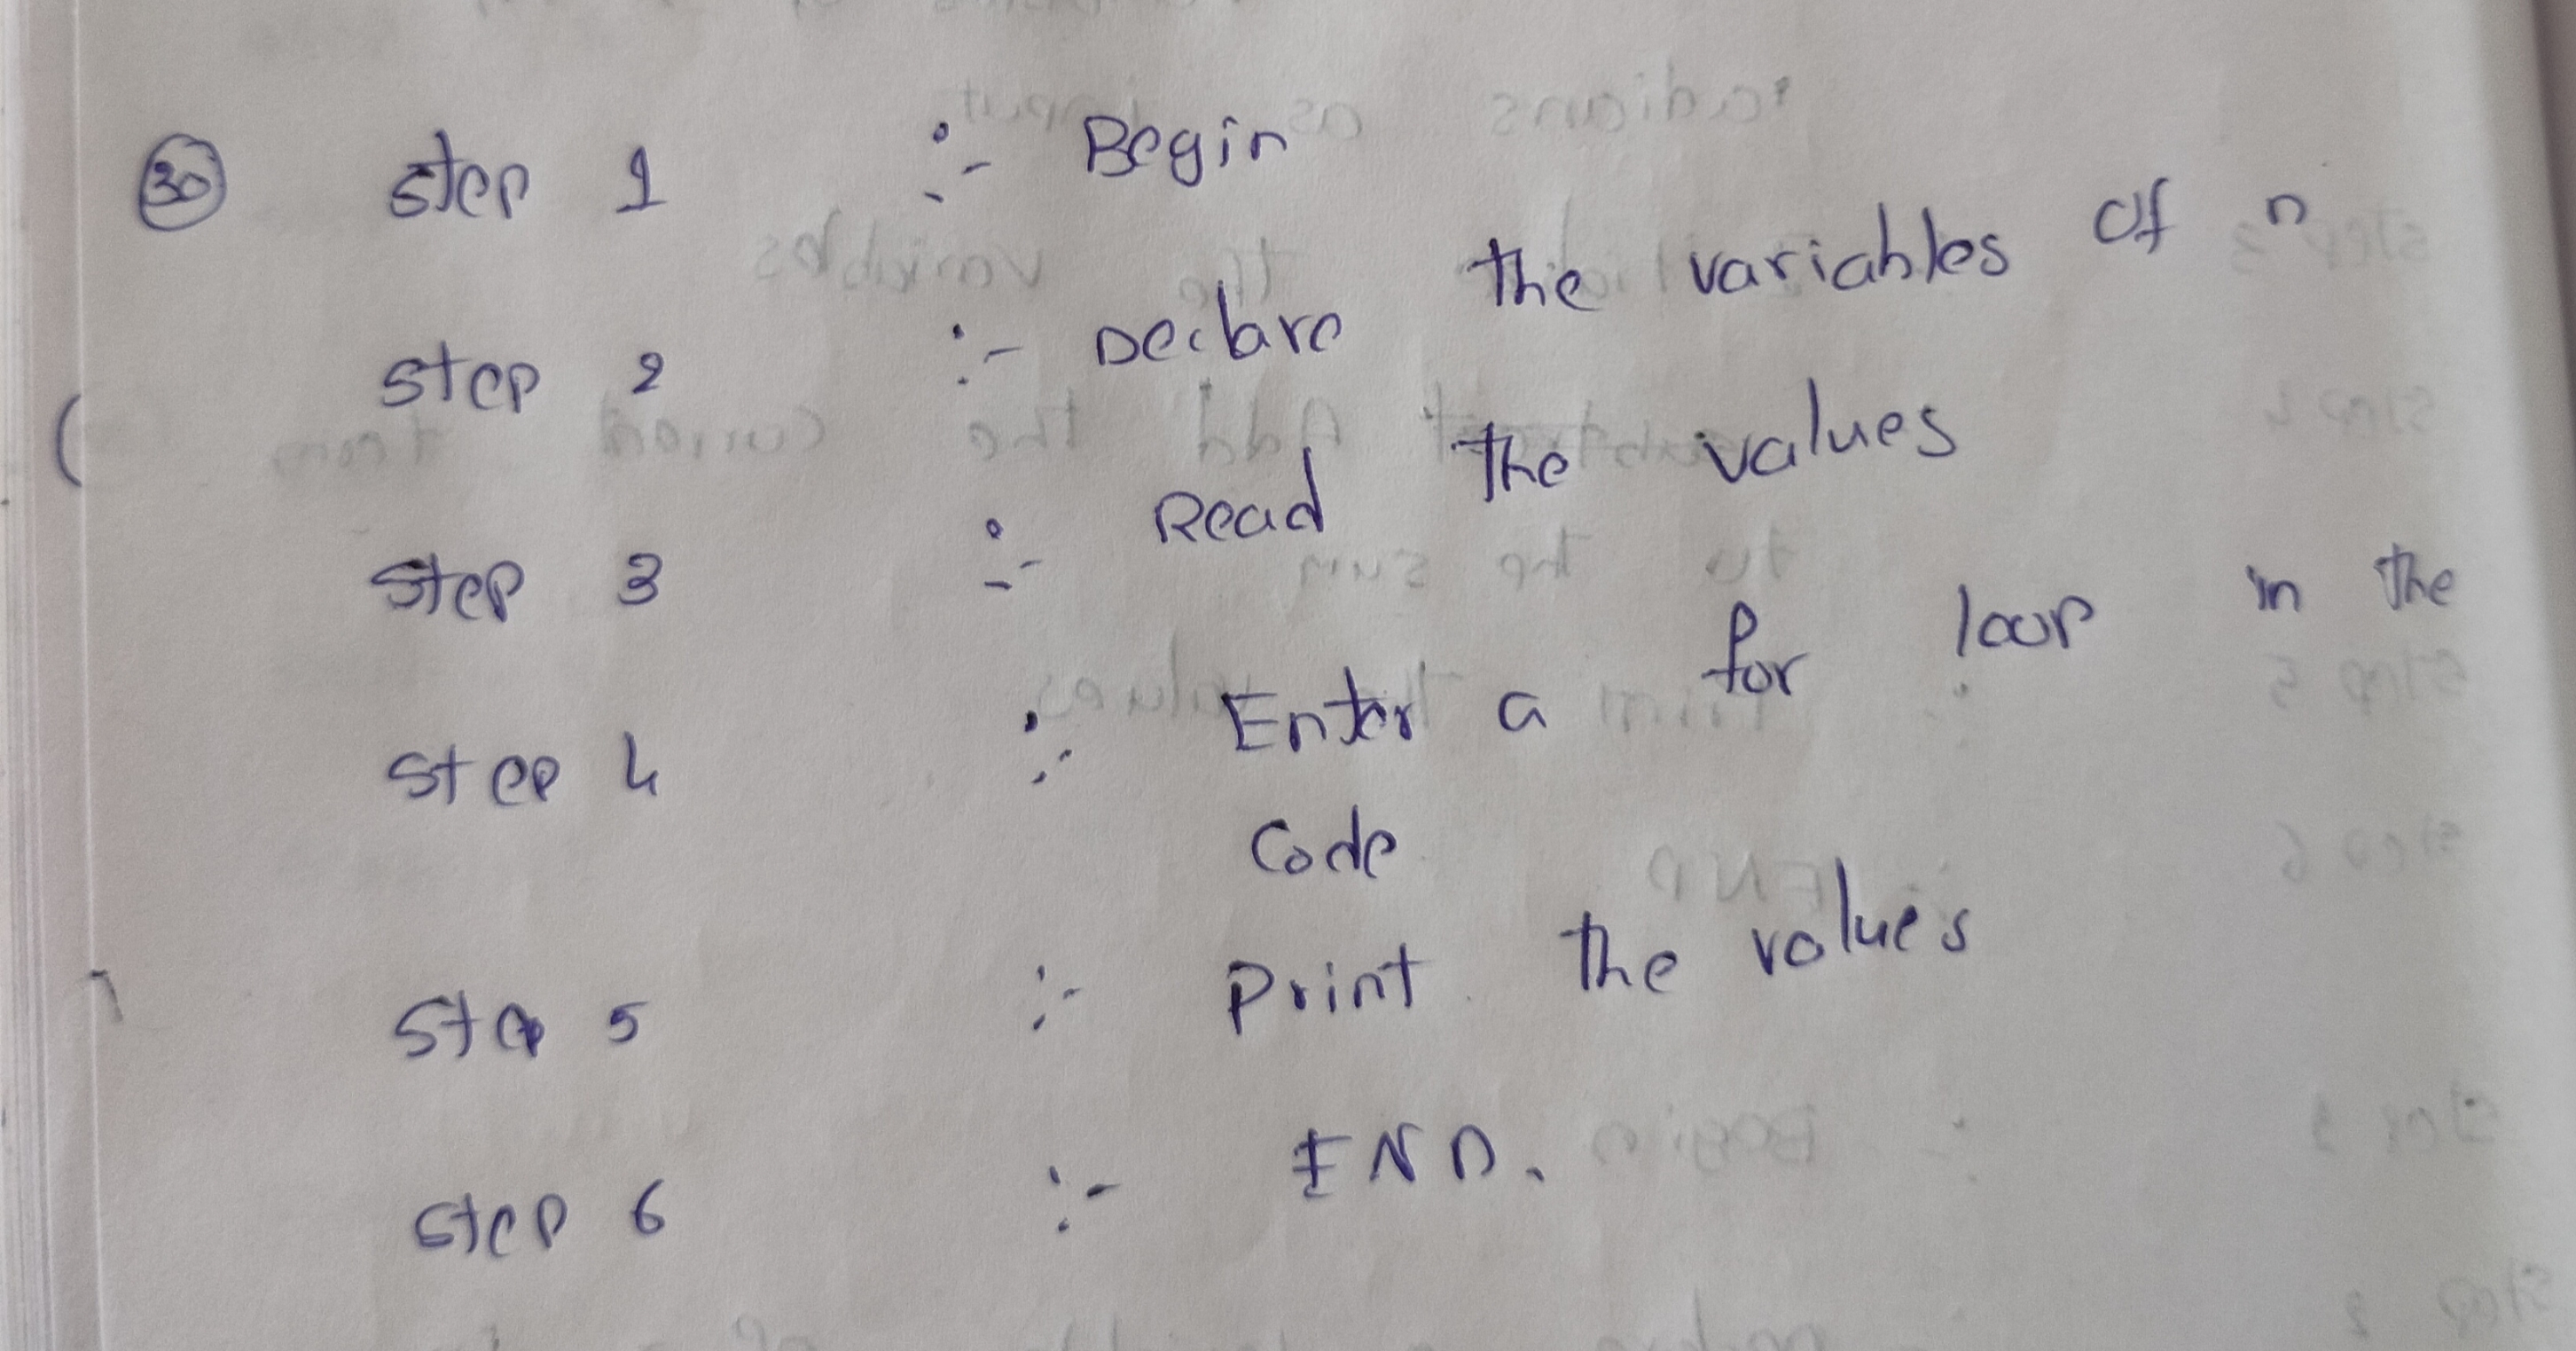 30 step 1 :- Begin
step 2 :- Declare the variables of n
step 3 :- Read the values
step 4 :- Enter a for loop in the
code
step 5 :- print the values
step 6 :- END.